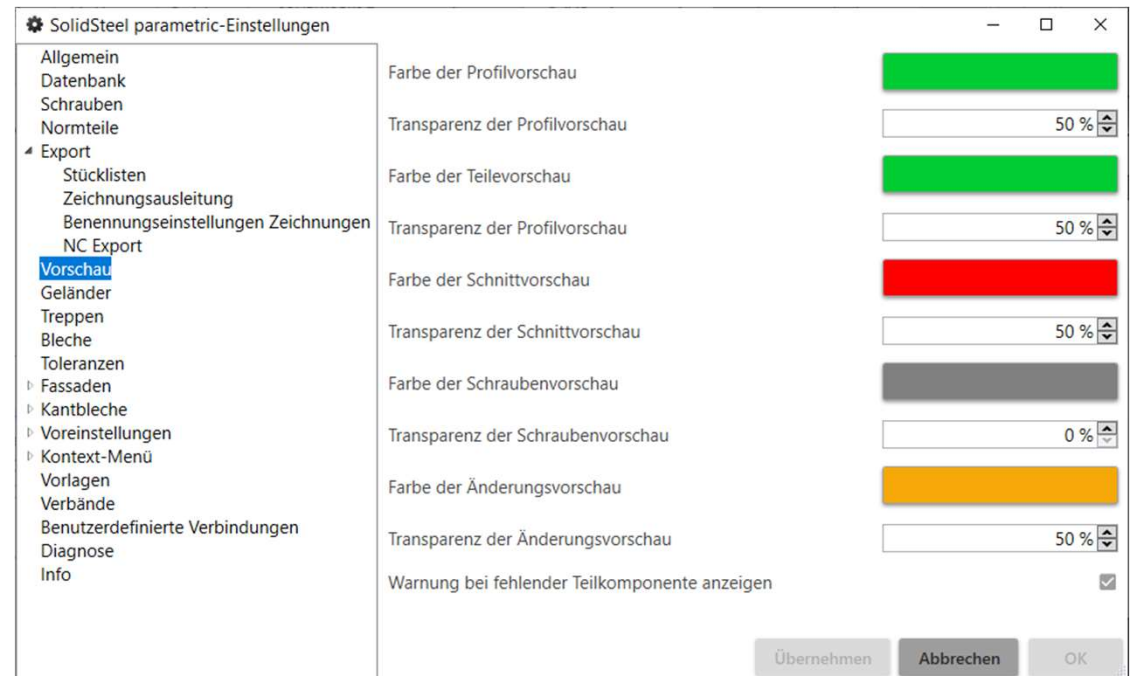 SolidSteel parametric-Einstellungen
Allgemein
Datenbank
Schrauben
Normteile
Export
Stücklisten
Zeichnungsausleitung
Benennungseinstellungen Zeichnungen
NC Export
Vorschau
Geländer
Treppen
Bleche
Toleranzen
Fassaden
Kantbleche
Voreinstellungen
Kontext-Menü
Vorlagen
Verbände
Benutzerdefinierte Verbindungen
Diagnose
Info
Farbe der Profilvorschau
Transparenz der Profilvorschau 50 %
Farbe der Teilevorschau
Transparenz der Profilvorschau 50 %
Farbe der Schnittvorschau
Transparenz der Schnittvorschau 50 %
Farbe der Schraubenvorschau
Transparenz der Schraubenvorschau 0 %
Farbe der Änderungsvorschau
Transparenz der Änderungsvorschau 50 %
Warnung bei fehlender Teilkomponente anzeigen
Übernehmen Abbrechen OK